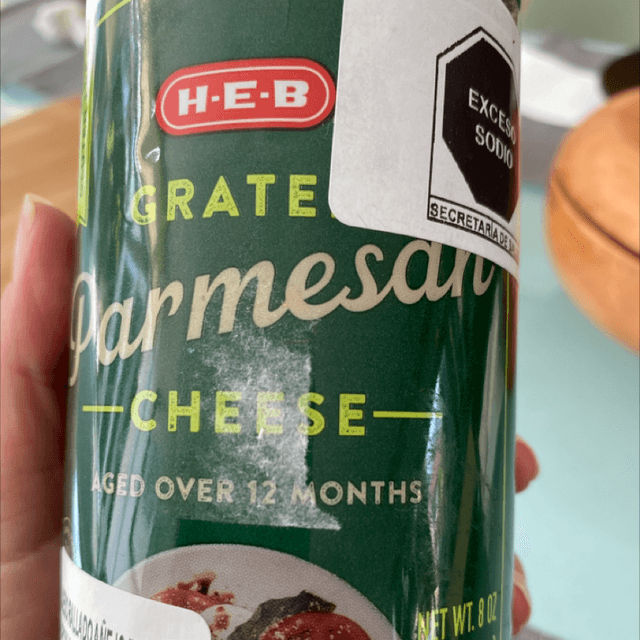 H-E-B
EXCESO
SODIO
SECRETARÍA DE
GRATE
Parmesan
CHEESE
AGED OVER 12 MONTHS
NET WT. 8 OZ